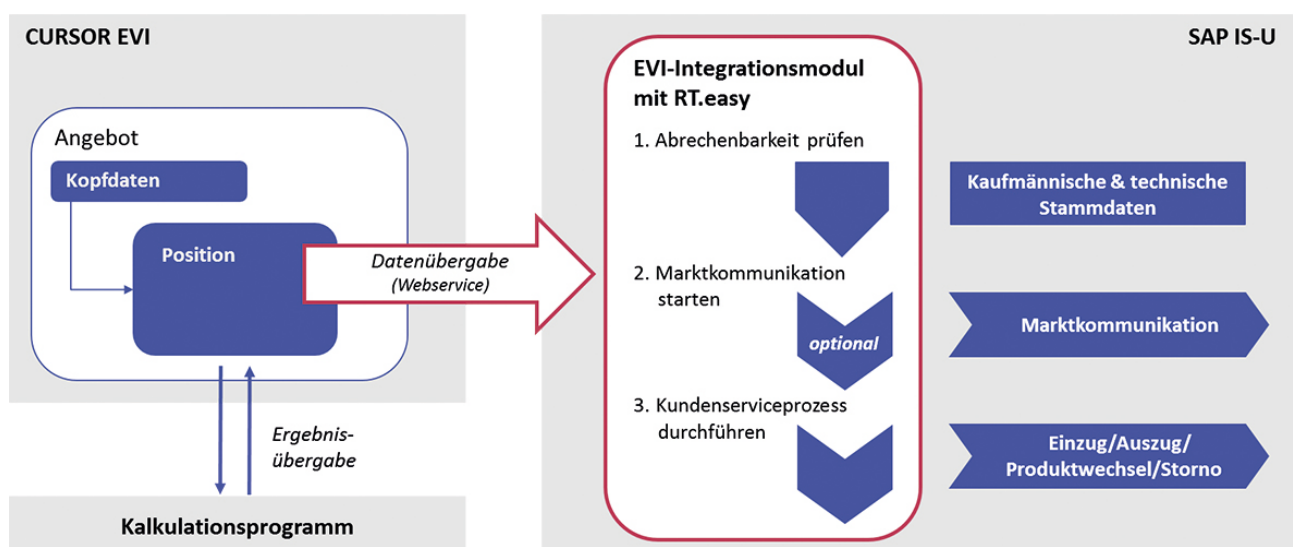 CURSOR EVI
Angebot
Kopfdaten
Position
Datenübergabe
(Webservice)
Ergebnis-
übergabe
Kalkulationsprogramm
SAP IS-U
EVI-Integrationsmodul
mit RT.easy
1. Abrechenbarkeit prüfen
Kaufmännische & technische
Stammdaten
2. Marktkommunikation
starten
optional
Marktkommunikation
3. Kundenserviceprozess
durchführen
Einzug/Auszug/
Produktwechsel/Storno